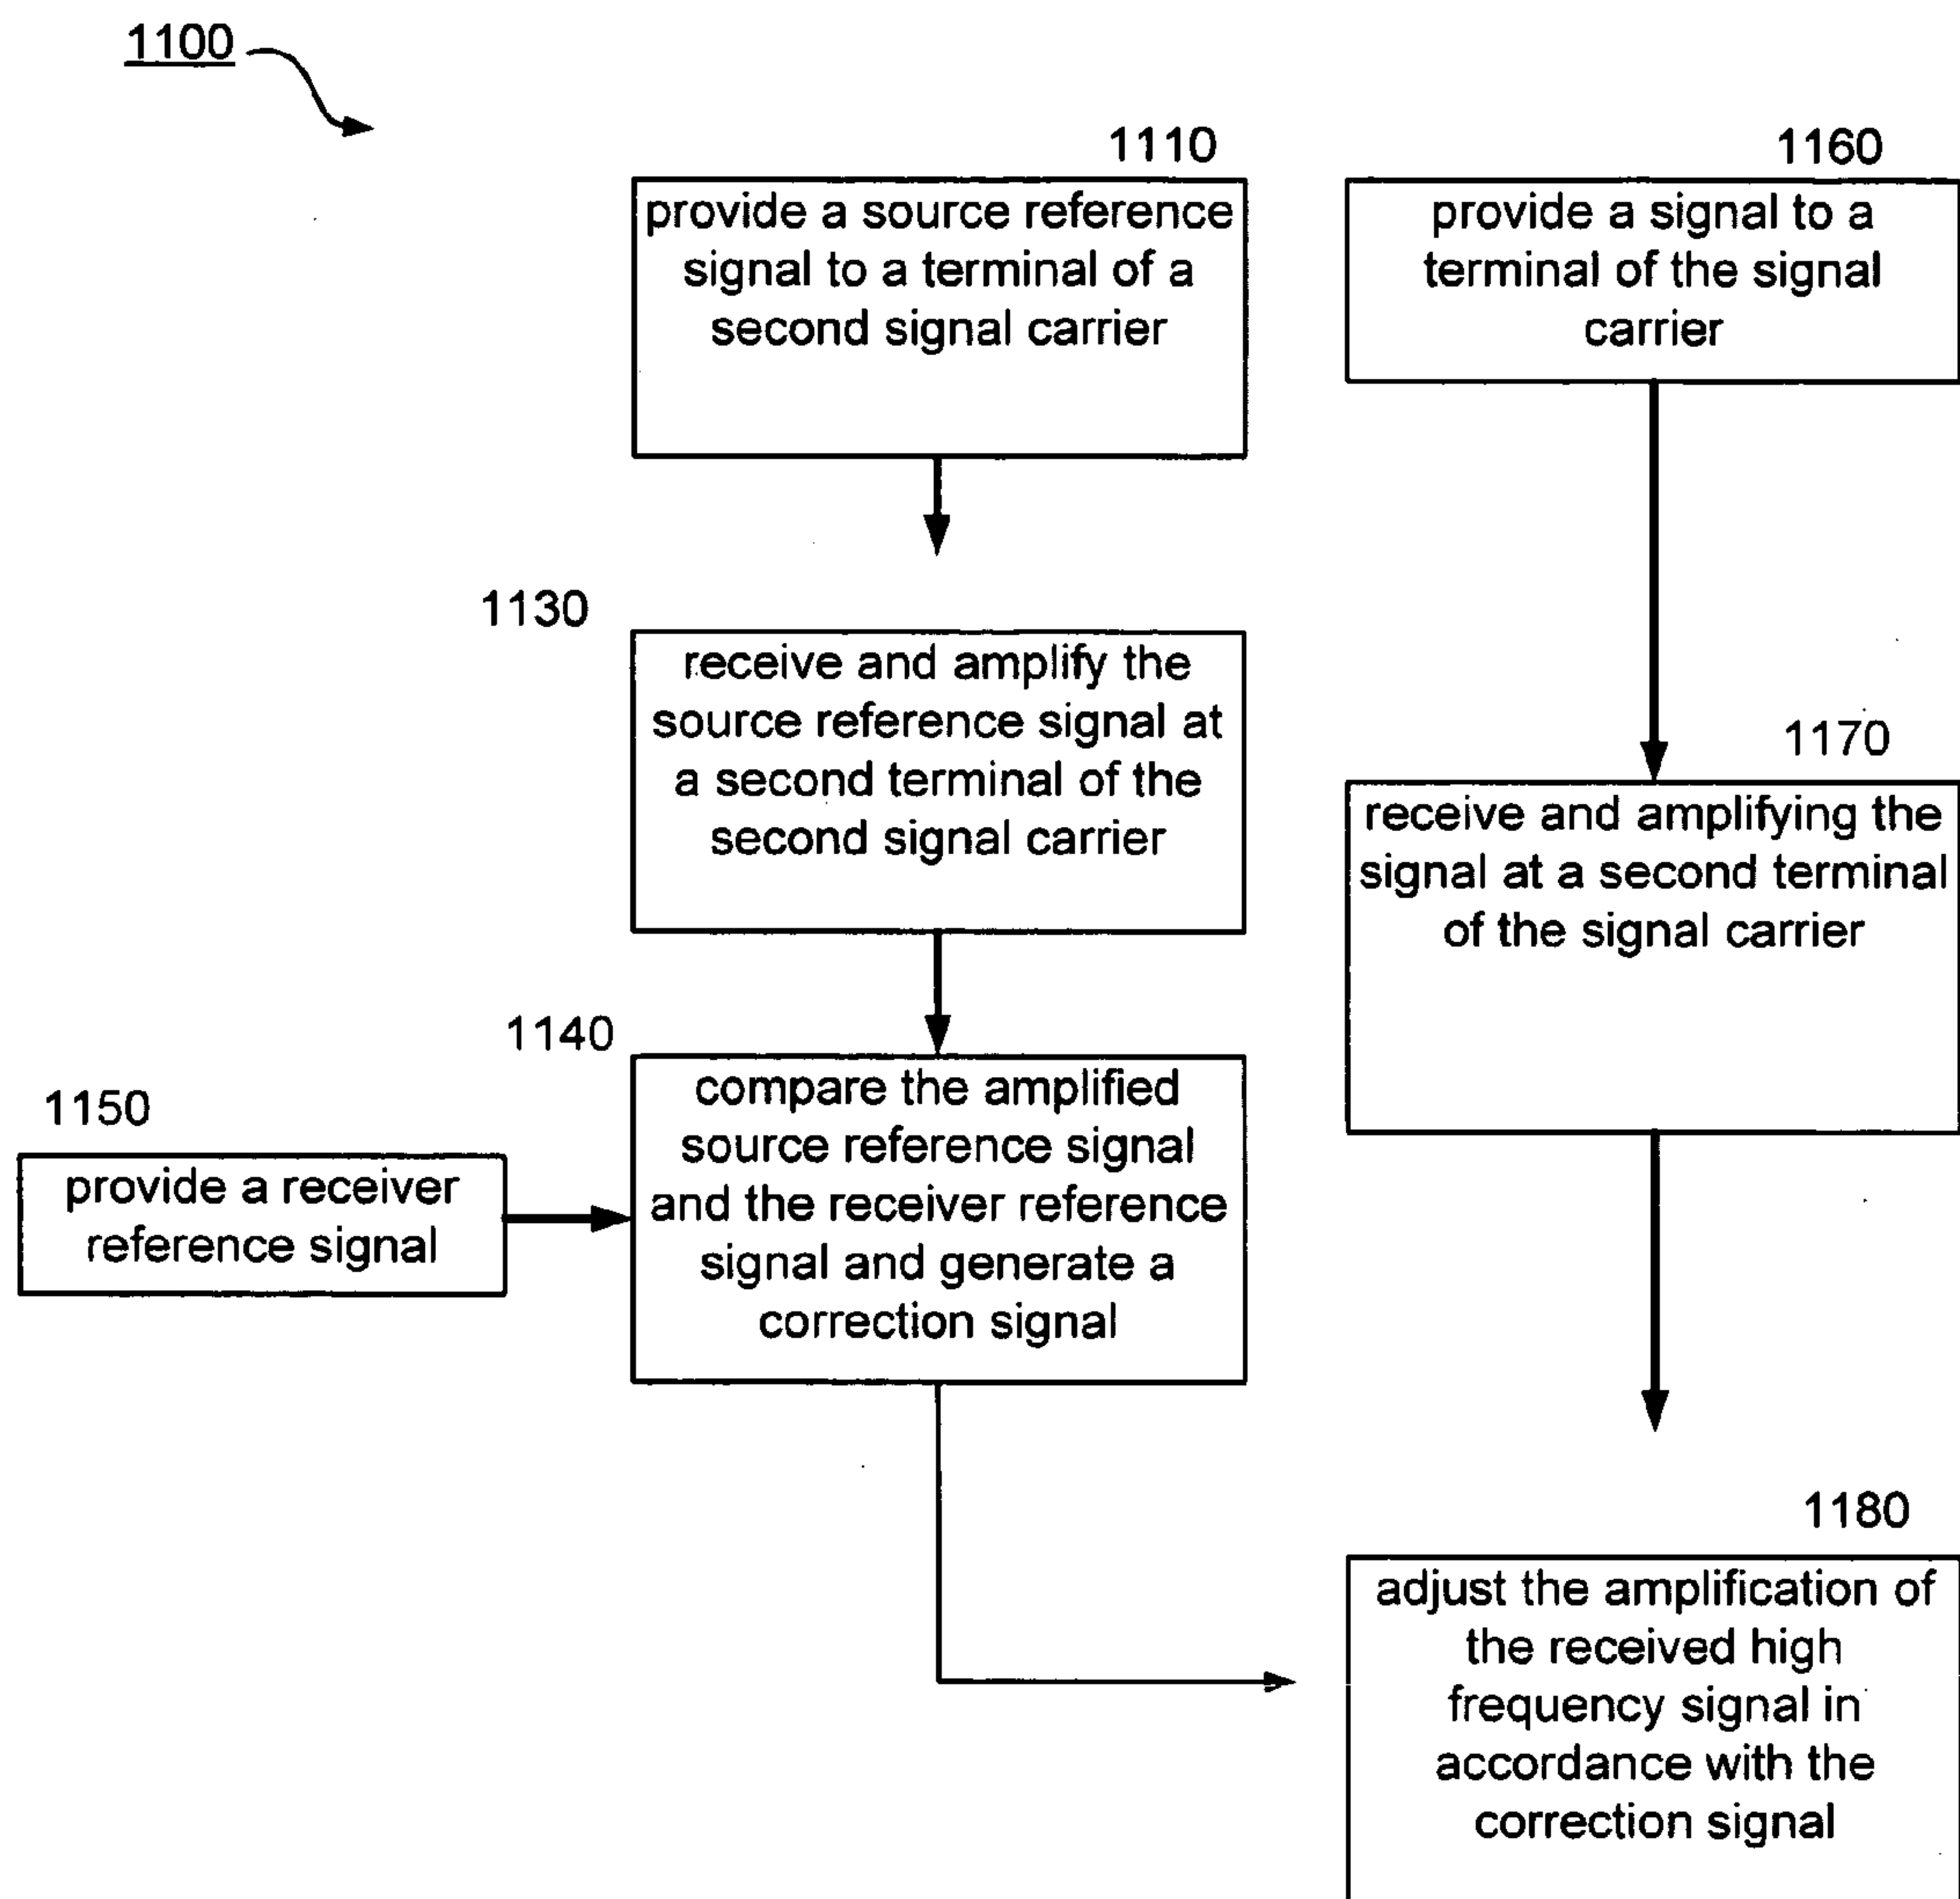 1100
1110
provide a source reference
signal to a terminal of a
second signal carrier
1160
provide a signal to a
terminal of the signal
carrier
1130
receive and amplify the
source reference signal at
a second terminal of the
second signal carrier
1170
receive and amplifying the
signal at a second terminal
of the signal carrier
1140
compare the amplified
source reference signal
and the receiver reference
signal and generate a
correction signal
1150
provide a receiver
reference signal
1180
adjust the amplification of
the received high
frequency signal in
accordance with the
correction signal